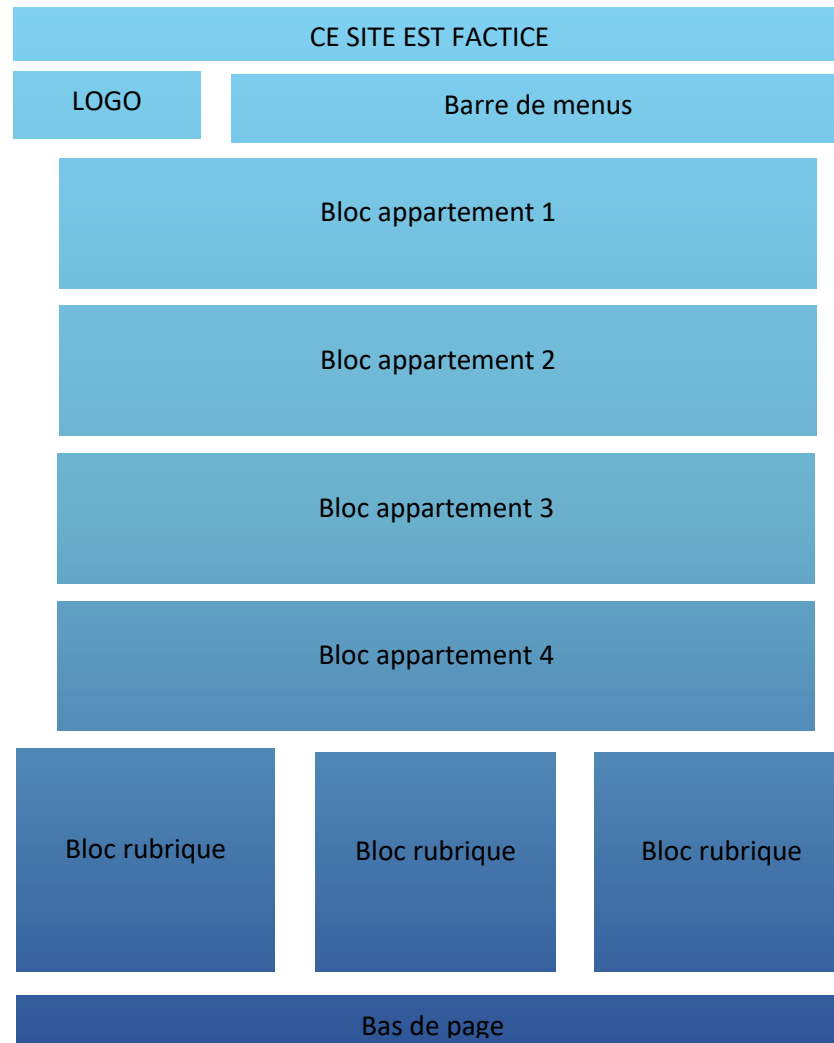 CE SITE EST FACTICE
LOGO
Barre de menus
Bloc appartement 1
Bloc appartement 2
Bloc appartement 3
Bloc appartement 4
Bloc rubrique
Bloc rubrique
Bloc rubrique
Bas de page